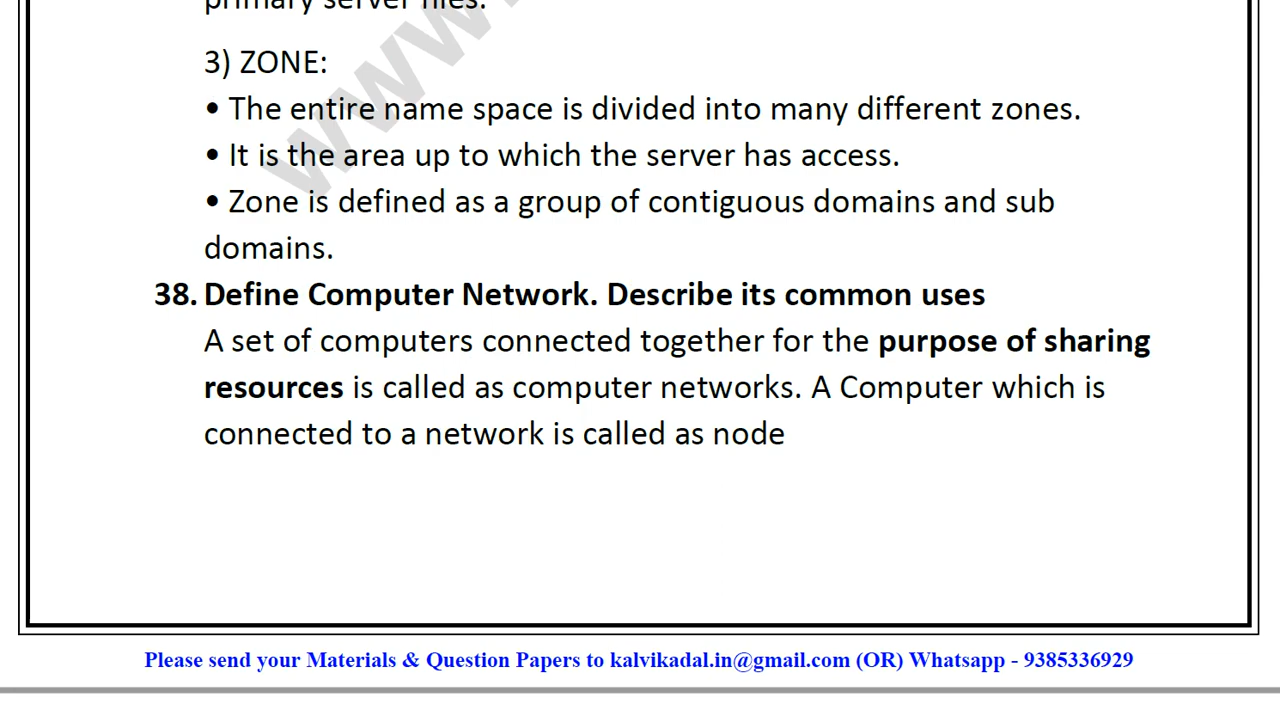 primary server files.
3) ZONE:
• The entire name space is divided into many different zones.
• It is the area up to which the server has access.
• Zone is defined as a group of contiguous domains and sub
domains.
38. Define Computer Network. Describe its common uses
A set of computers connected together for the purpose of sharing
resources is called as computer networks. A Computer which is
connected to a network is called as node
www.
Please send your Materials & Question Papers to kalvikadal.in@gmail.com (OR) Whatsapp - 9385336929